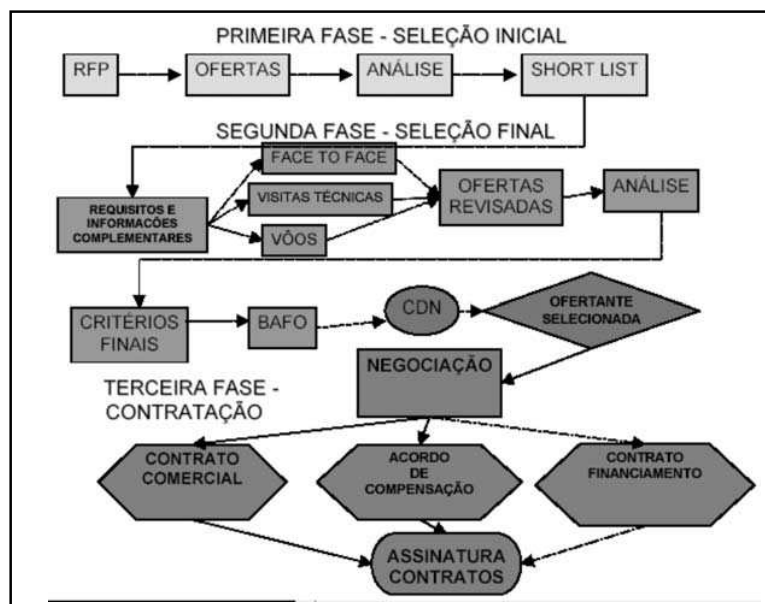 PRIMEIRA FASE - SELEÇÃO INICIAL
RFP
OFERTAS
ANÁLISE
SHORT LIST
SEGUNDA FASE - SELEÇÃO FINAL
FACE TO FACE
VISITAS TÉCNICAS
VÔOS
REQUISITOS E
INFORMACÕES
COMPLEMENTARES
OFERTAS
REVISADAS
ANÁLISE
CRITÉRIOS
FINAIS
BAFO
CDN
OFERTANTE
SELECIONADA
NEGOCIAÇÃO
TERCEIRA FASE -
CONTRATAÇÃO
CONTRATO
COMERCIAL
ACORDO
DE
COMPENSAÇÃO
CONTRATO
FINANCIAMENTO
ASSINATURA
CONTRATOS